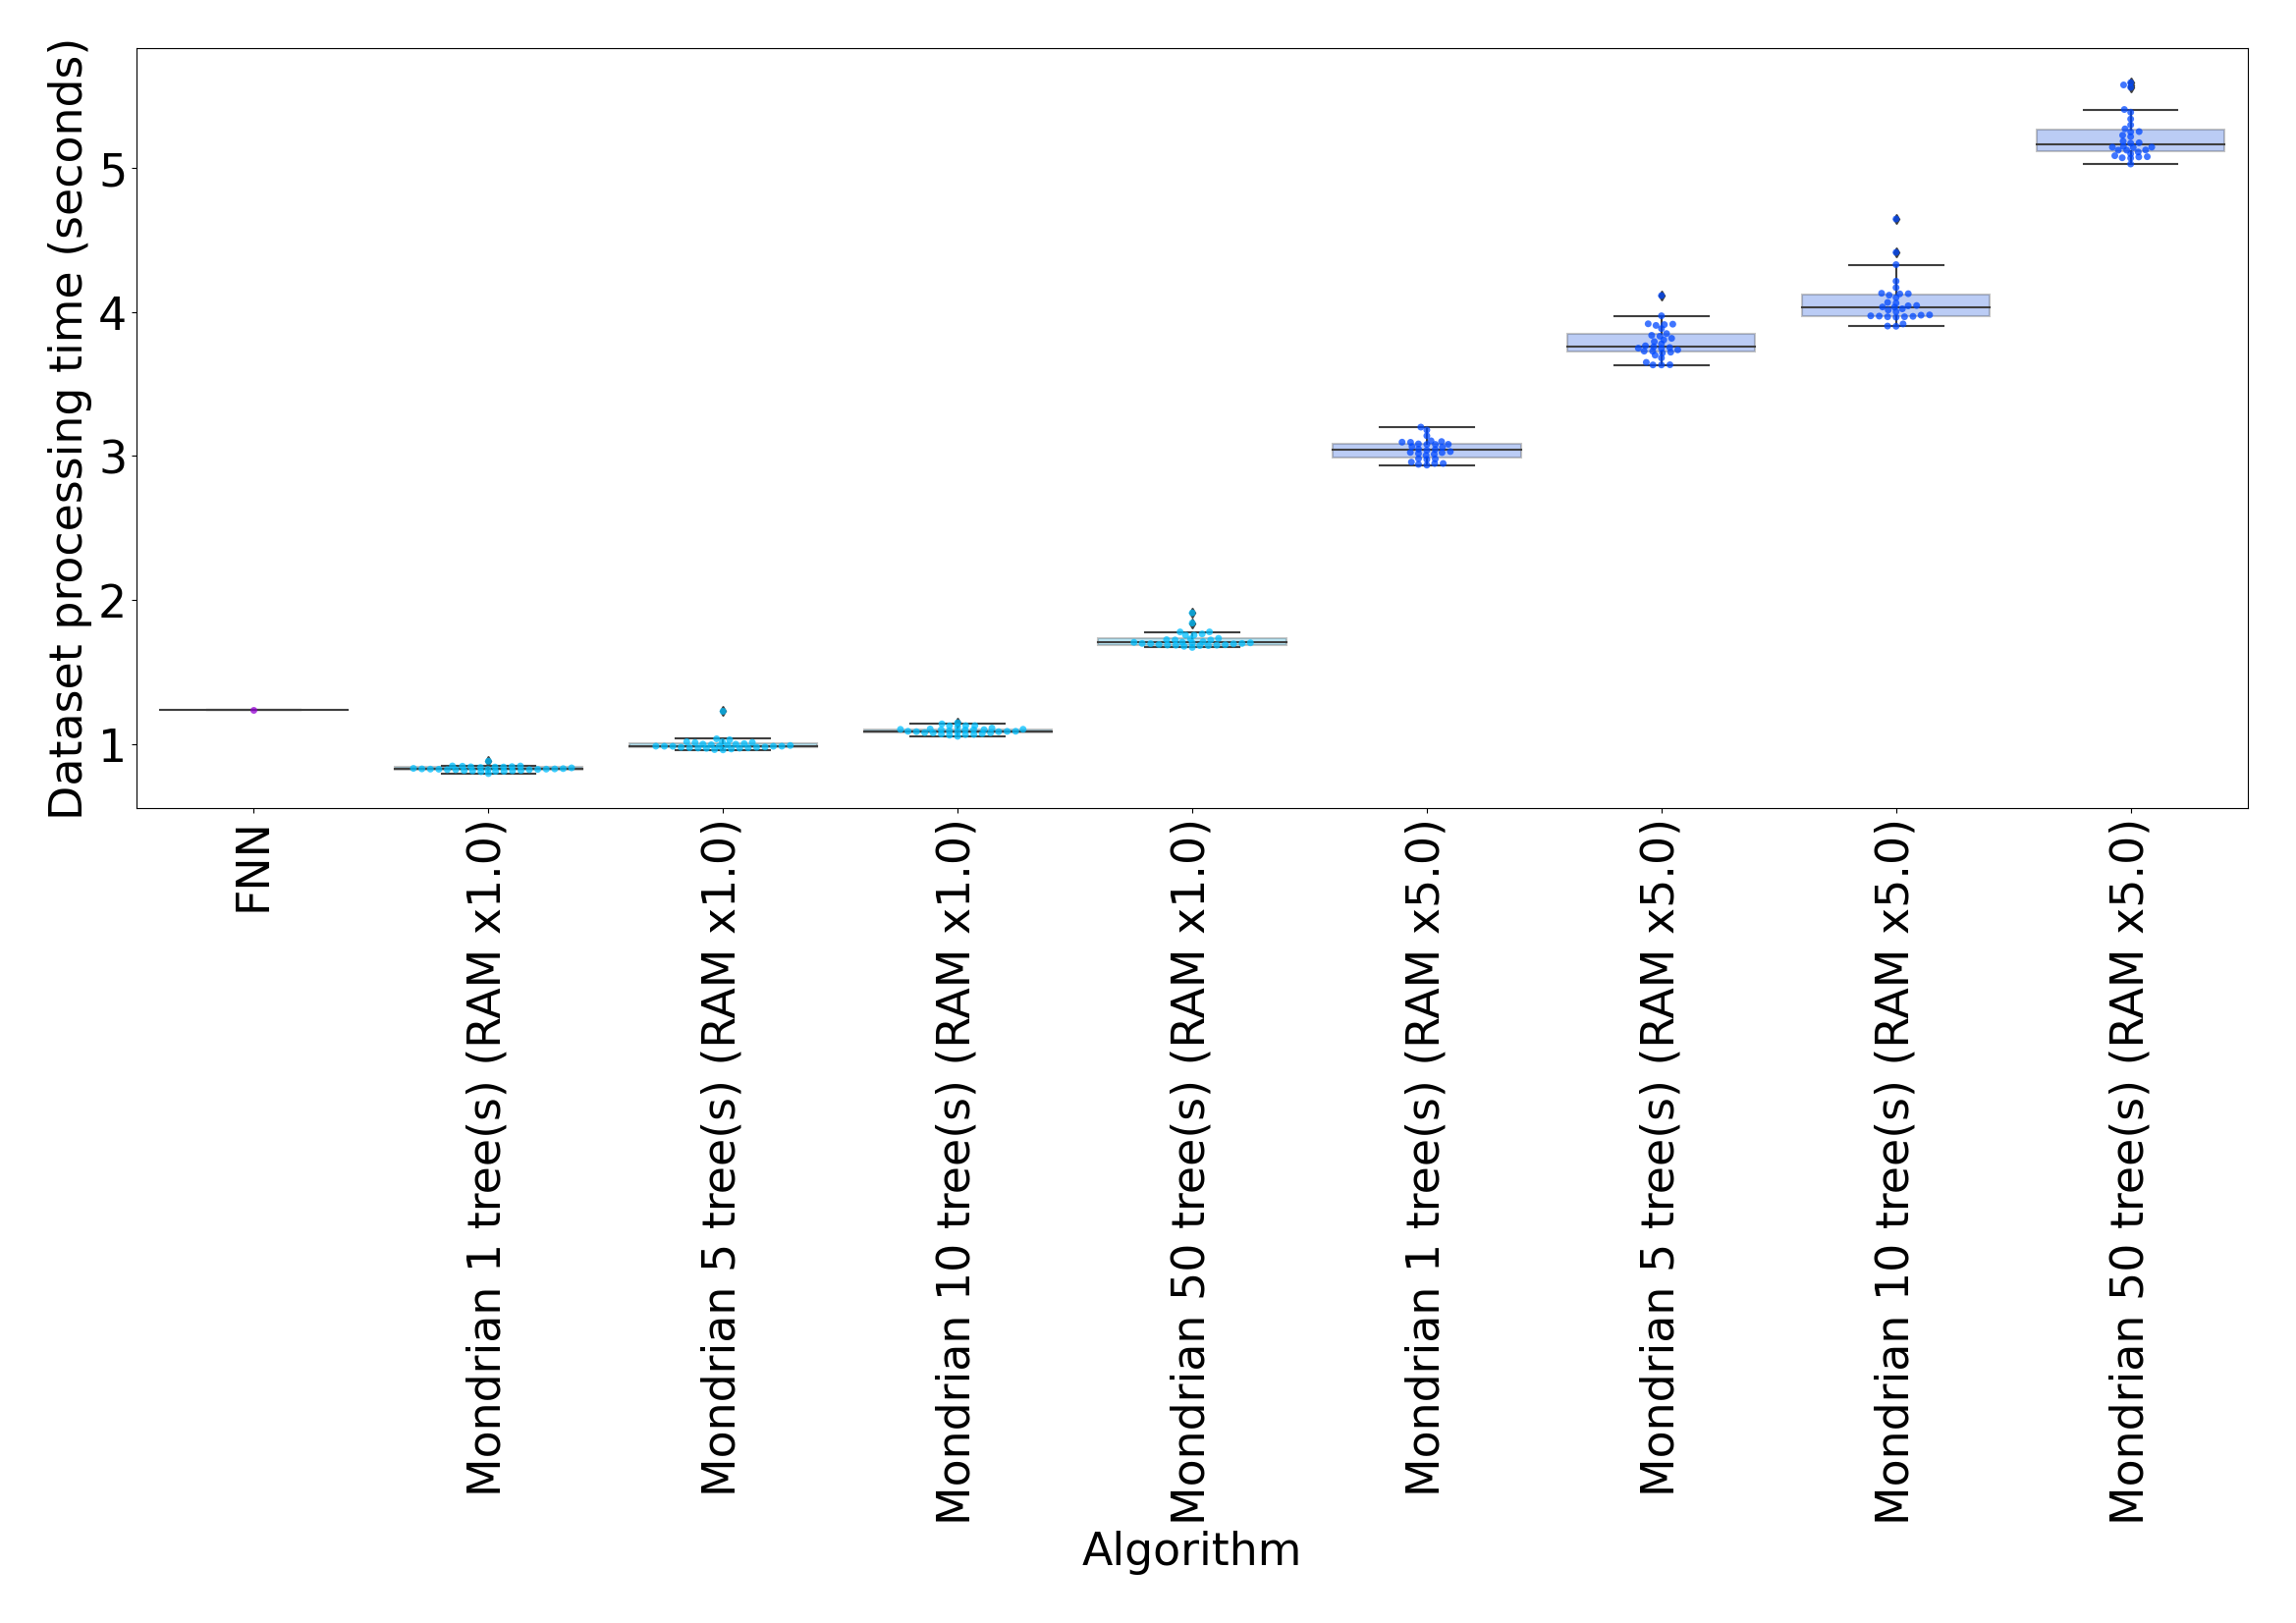 Dataset processing time (seconds)
5
4
3
2
1
FNN
Mondrian 1 tree(s) (RAM x1.0)
Mondrian 5 tree(s) (RAM x1.0)
Mondrian 10 tree(s) (RAM x1.0)
Mondrian 50 tree(s) (RAM x1.0)
Mondrian 1 tree(s) (RAM x5.0)
Mondrian 5 tree(s) (RAM x5.0)
Mondrian 10 tree(s) (RAM x5.0)
Mondrian 50 tree(s) (RAM x5.0)
Algorithm